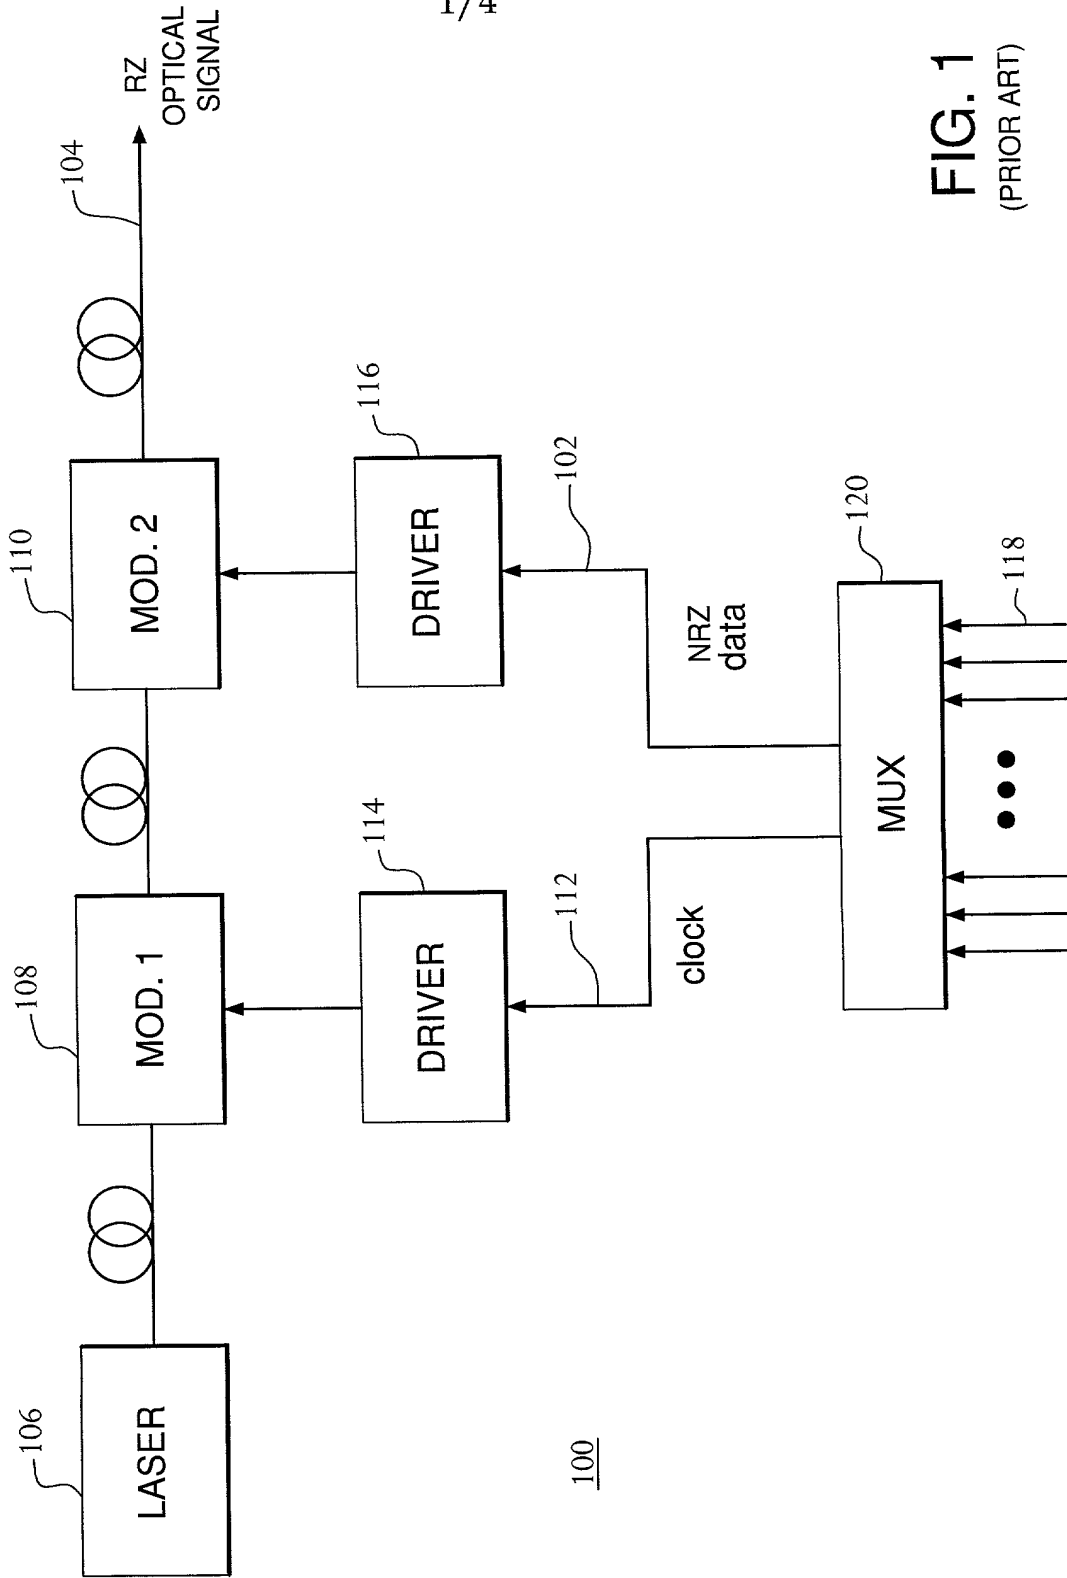 1/4
106
LASER
108
MOD. 1
110
MOD. 2
104
RZ
OPTICAL
SIGNAL
114
DRIVER
116
DRIVER
112
clock
102
NRZ
data
120
MUX
118
100
FIG. 1
(PRIOR ART)